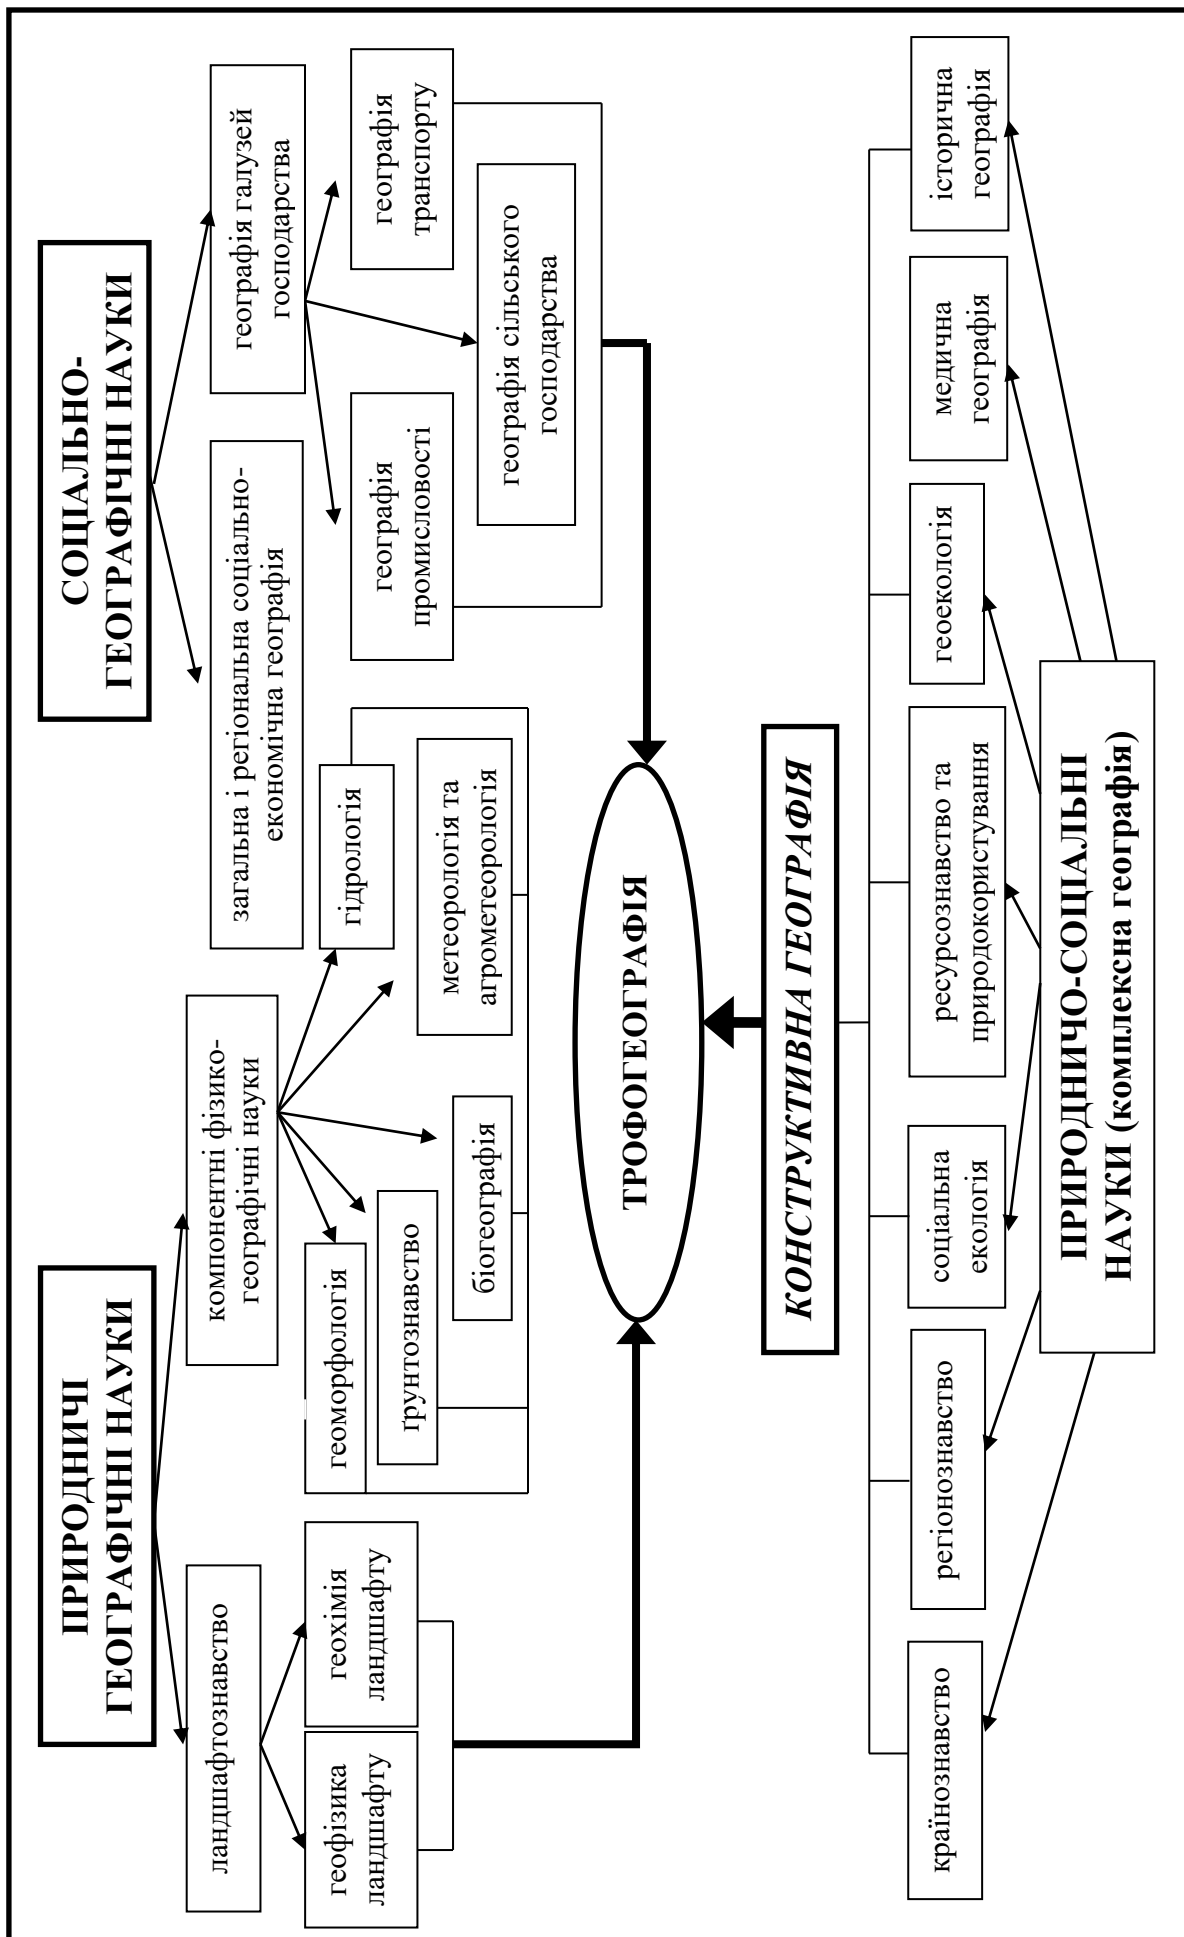 ПРИРОДНИЧІ
ГЕОГРАФІЧНІ НАУКИ
СОЦІАЛЬНО-
ГЕОГРАФІЧНІ НАУКИ
ландшафтознавство
компонентні фізико-
географічні науки
загальна і регіональна соціально-
економічна географія
географія галузей
господарства
геофізика
ландшафту
геохімія
ландшафту
геоморфологія
ґрунтознавство
біогеографія
метеорологія та
агрометеорологія
гідрологія
географія
промисловості
географія
транспорту
географія сільського
господарства
ТРОФОГЕОГРАФІЯ
КОНСТРУКТИВНА ГЕОГРАФІЯ
країнознавство
регіонознавство
соціальна
екологія
ресурсознавство та
природокористування
геоекологія
медична
географія
історична
географія
ПРИРОДНИЧО-СОЦІАЛЬНІ
НАУКИ (комплексна географія)